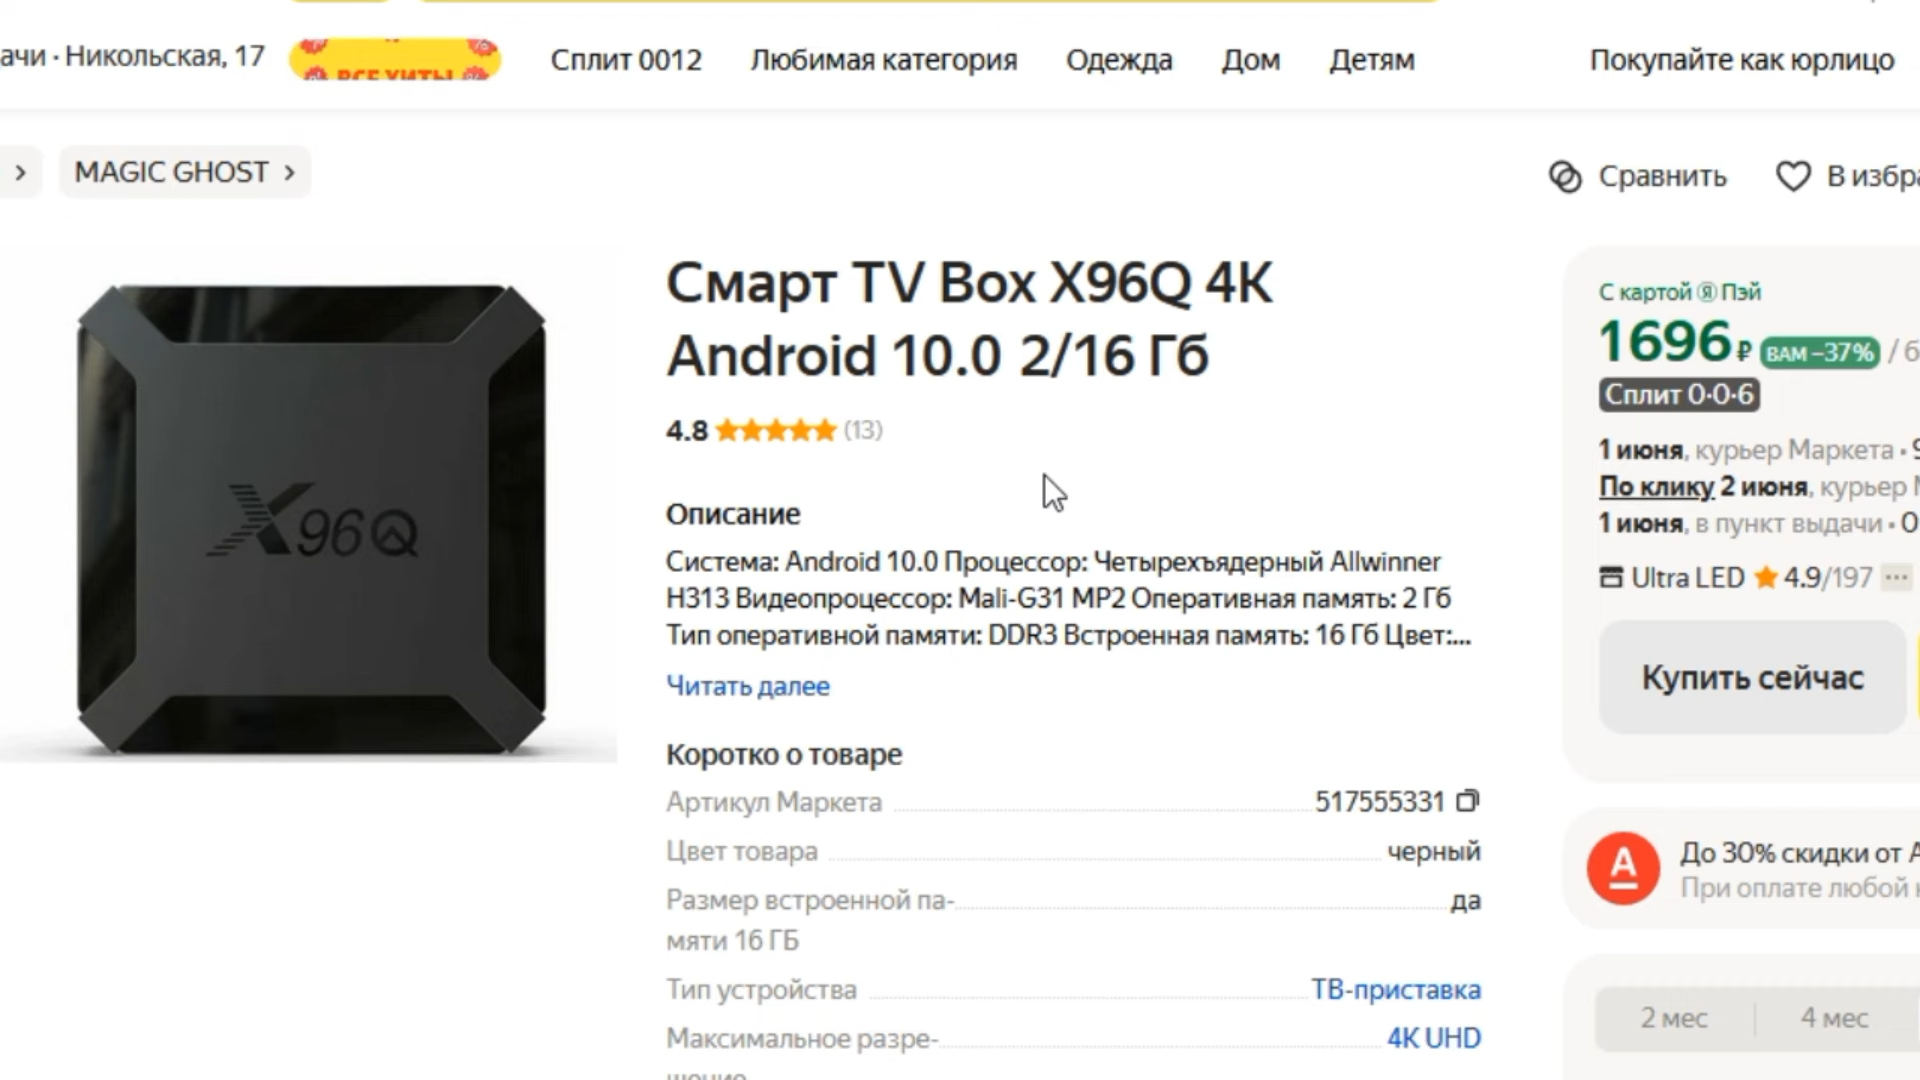 ачи · Никольская, 17
ВСЕ ХИТЫ
Сплит 0012
Любимая категория
Одежда
Дом
Детям
Покупайте как юрлицо
MAGIC GHOST
Сравнить
В избра
X96Q
Смарт TV Box X96Q 4K
Android 10.0 2/16 Гб
4.8 (13)
Описание
Система: Android 10.0 Процессор: Четырехъядерный Allwinner
H313 Видеопроцессор: Mali-G31 MP2 Оперативная память: 2 Гб
Тип оперативной памяти: DDR3 Встроенная память: 16 Гб Цвет:...
Читать далее
Коротко о товаре
Артикул Маркета 517555331
Цвет товара черный
Размер встроенной па- да
мяти 16 ГБ
Тип устройства ТВ-приставка
Максимальное разре- 4K UHD
С картой Я Пэй
1696 ₽ ВАМ –37% / б
Сплит 0·0·6
1 июня, курьер Маркета · 9
По клику 2 июня, курьер М
1 июня, в пункт выдачи · 0
Ultra LED 4.9/197 ···
Купить сейчас
А
До 30% скидки от А
При оплате любой к
2 мес
4 мес